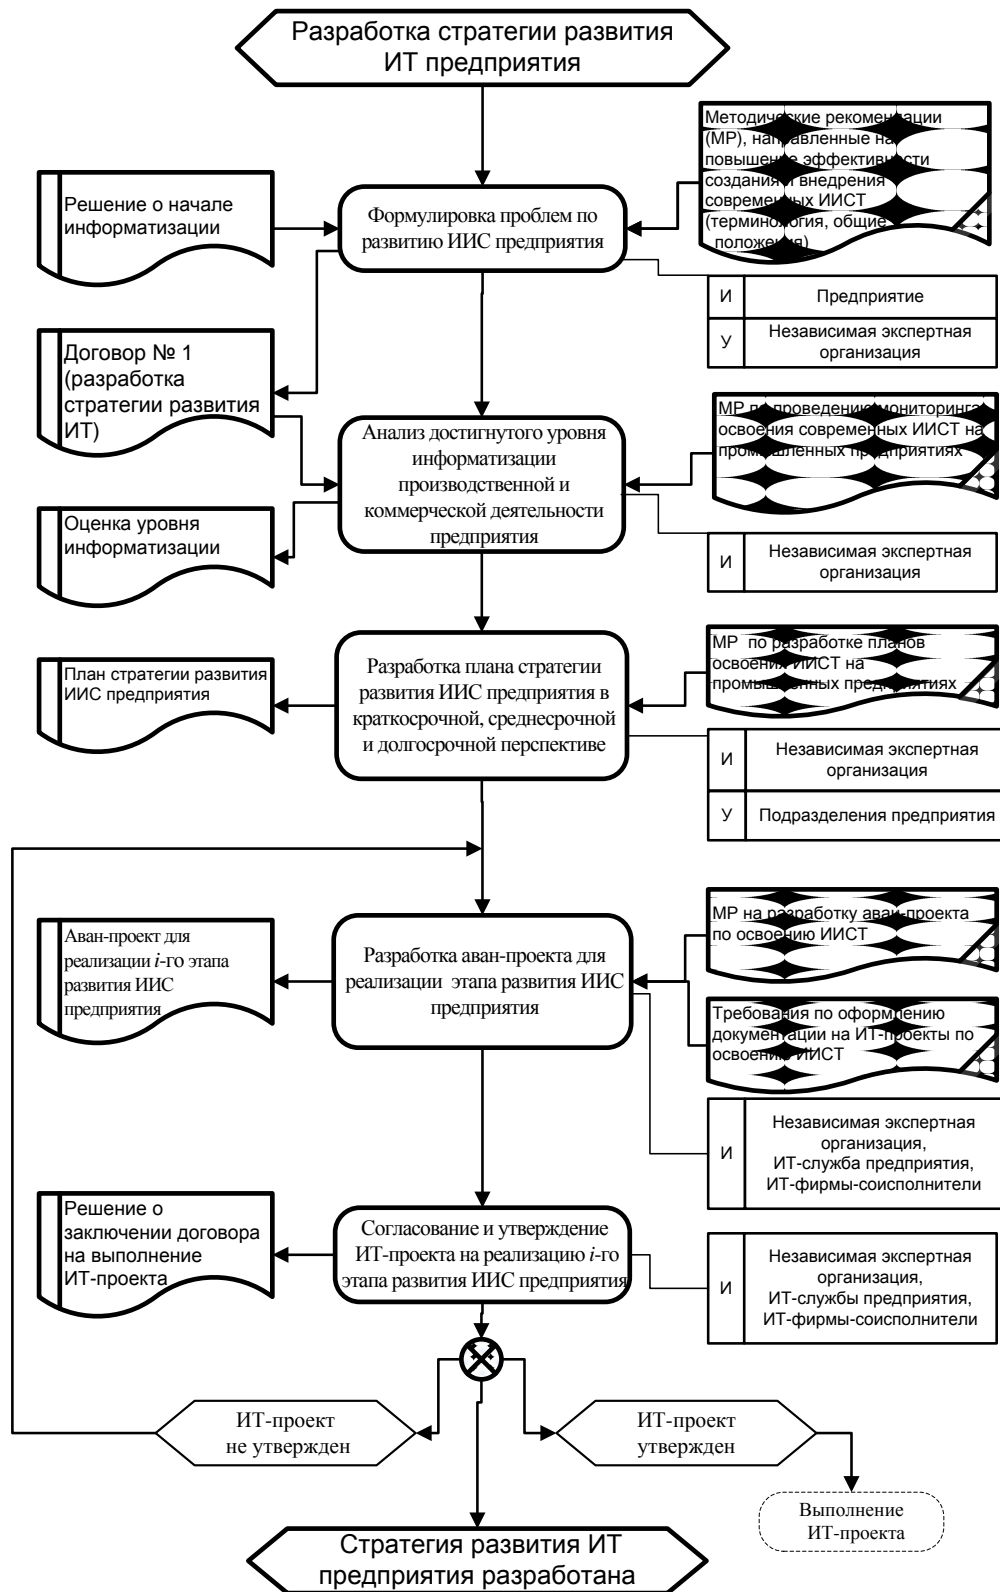 Разработка стратегии развития
ИТ предприятия
Методические рекомендации
(МР), направленные на
повышение эффективности
создания и внедрения
современных ИИСТ
(терминология, общие
положения)
Решение о начале
информатизации
Формулировка проблем по
развитию ИИС предприятия
И
Предприятие
У
Независимая экспертная
организация
Договор № 1
(разработка
стратегии развития
ИТ)
Анализ достигнутого уровня
информатизации
производственной и
коммерческой деятельности
предприятия
МР по проведению мониторинга
освоения современных ИИСТ на
промышленных предприятиях
Оценка уровня
информатизации
И
Независимая экспертная
организация
План стратегии развития
ИИС предприятия
Разработка плана стратегии
развития ИИС предприятия в
краткосрочной, среднесрочной
и долгосрочной перспективе
МР по разработке планов
освоения ИИСТ на
промышленных предприятиях
И
Независимая экспертная
организация
У
Подразделения предприятия
Аван-проект для
реализации i-го этапа
развития ИИС
предприятия
Разработка аван-проекта для
реализации этапа развития ИИС
предприятия
МР на разработку аван-проекта
по освоению ИИСТ
Требования по оформлению
документации на ИТ-проекты по
освоению ИИСТ
И
Независимая экспертная
организация,
ИТ-служба предприятия,
ИТ-фирмы-соисполнители
Решение о
заключении договора
на выполнение
ИТ-проекта
Согласование и утверждение
ИТ-проекта на реализацию i-го
этапа развития ИИС предприятия
И
Независимая экспертная
организация,
ИТ-службы предприятия,
ИТ-фирмы-соисполнители
ИТ-проект
не утвержден
ИТ-проект
утвержден
Выполнение
ИТ-проекта
Стратегия развития ИТ
предприятия разработана